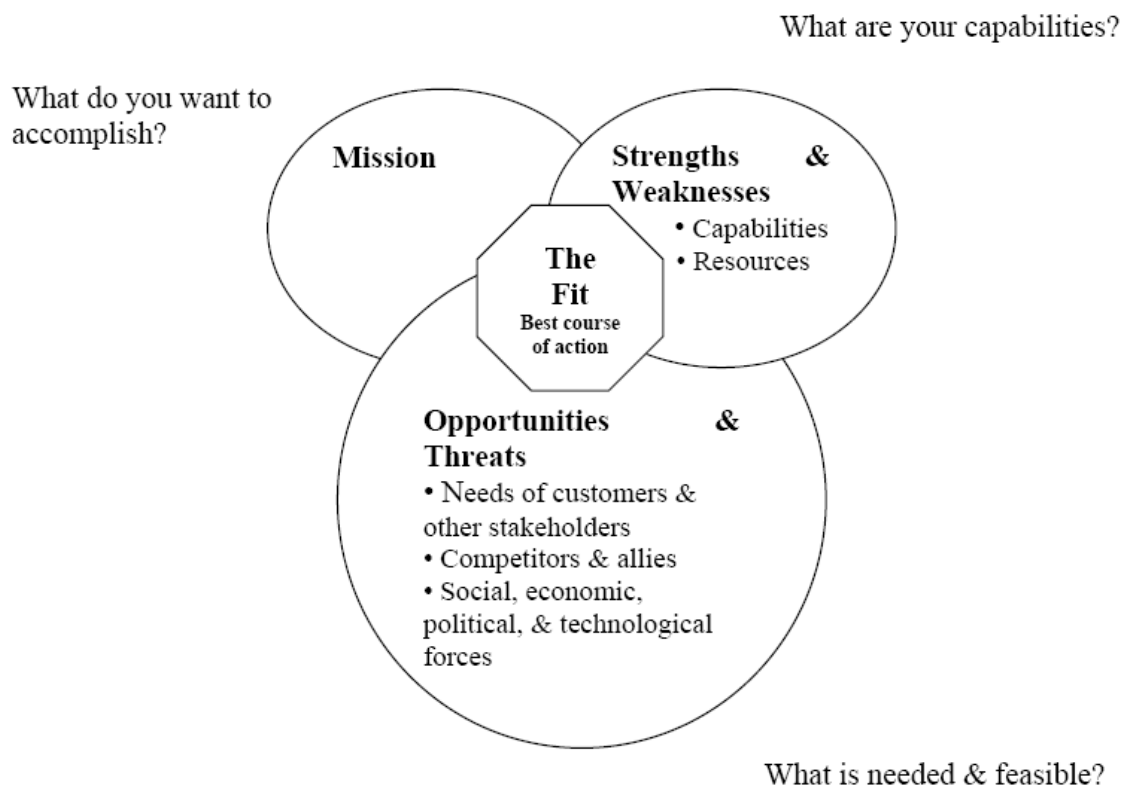 What are your capabilities?
What do you want to
accomplish?
Mission
Strengths &
Weaknesses
• Capabilities
• Resources
The
Fit
Best course
of action
Opportunities &
Threats
• Needs of customers &
other stakeholders
• Competitors & allies
• Social, economic,
political, & technological
forces
What is needed & feasible?